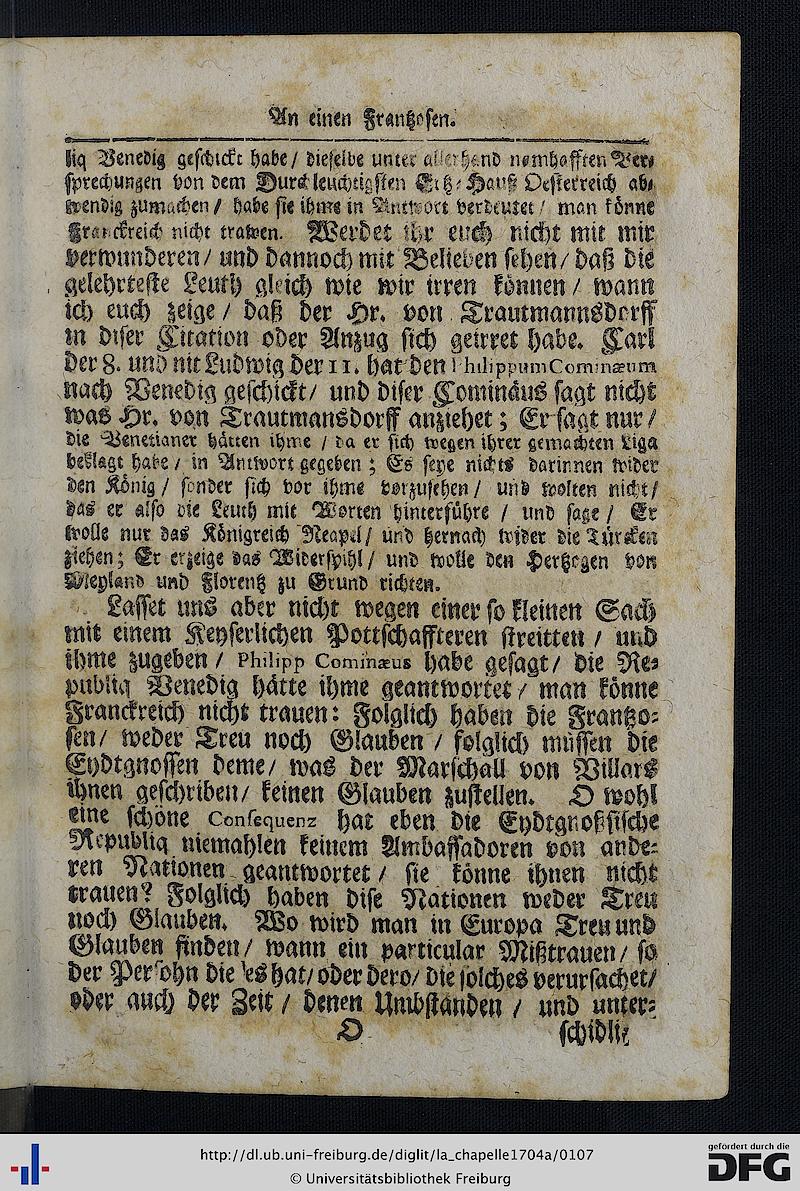 An einen Frantzosen.
liq Venedig geschickt habe / dieselbe unter allerhand namhafften Ver-
sprechungen von dem Durchleuchtigsten Ertz-Hauß Oesterreich ab-
wendig zumachen / habe sie ihme in Antwort verdeutet / man könne
Franckreich nicht trawen. Werdet ihr euch nicht mit mir
verwunderen / und dannoch mit Belieben sehen / daß die
gelehrteste Leuth gleich wie wir irren können / wann
ich euch zeige / daß der Hr. von Trautmannsdorff
in diser Citation oder Anzug sich geirret habe. Carl
der 8. und nit Ludwig der 11. hat den Philippum Cominæum
nach Venedig geschickt / und diser Cominäus sagt nicht
was Hr. von Trautmansdorff anziehet ; Er sagt nur /
die Venetianer hätten ihme / da er sich wegen ihrer gemachten Liga
beklagt habe / in Antwort gegeben ; Es seye nichts darinnen wider
den König / sonder sich vor ihme vorzusehen / und wolten nicht /
das er also die Leuth mit Worten hinterführe / und sage / Er
wolle nur das Königreich Neapel / und hernach wider die Türcken
ziehen ; Er erzeige das Widerspihl / und wolle den Hertzogen von
Meyland und Florentz zu Grund richten.
Lasset uns aber nicht wegen einer so kleinen Sach
mit einem Keyserlichen Pottschaffteren streitten / und
ihme zugeben / Philipp Cominæus habe gesagt / die Re-
publiq Venedig hätte ihme geantwortet / man könne
Franckreich nicht trauen : Folglich haben die Frantzo-
sen / weder Treu noch Glauben / folglich müssen die
Eydtgnossen deme / was der Marschall von Villars
ihnen geschriben / keinen Glauben zustellen. O wohl
eine schöne Consequenz hat eben die Eydtgnoßsische
Republiq niemahlen keinem Ambassadoren von ande-
ren Nationen geantwortet / sie könne ihnen nicht
trauen? Folglich haben dise Nationen weder Treu
noch Glauben. Wo wird man in Europa Treu und
Glauben finden / wann ein particular Mißtrauen / so
der Persohn die es hat / oder dero / die solches verursachet /
oder auch der Zeit / denen Umbständen / und unter-
O schidli-
http://dl.ub.uni-freiburg.de/diglit/la_chapelle1704a/0107
© Universitätsbibliothek Freiburg
gefördert durch die
DFG